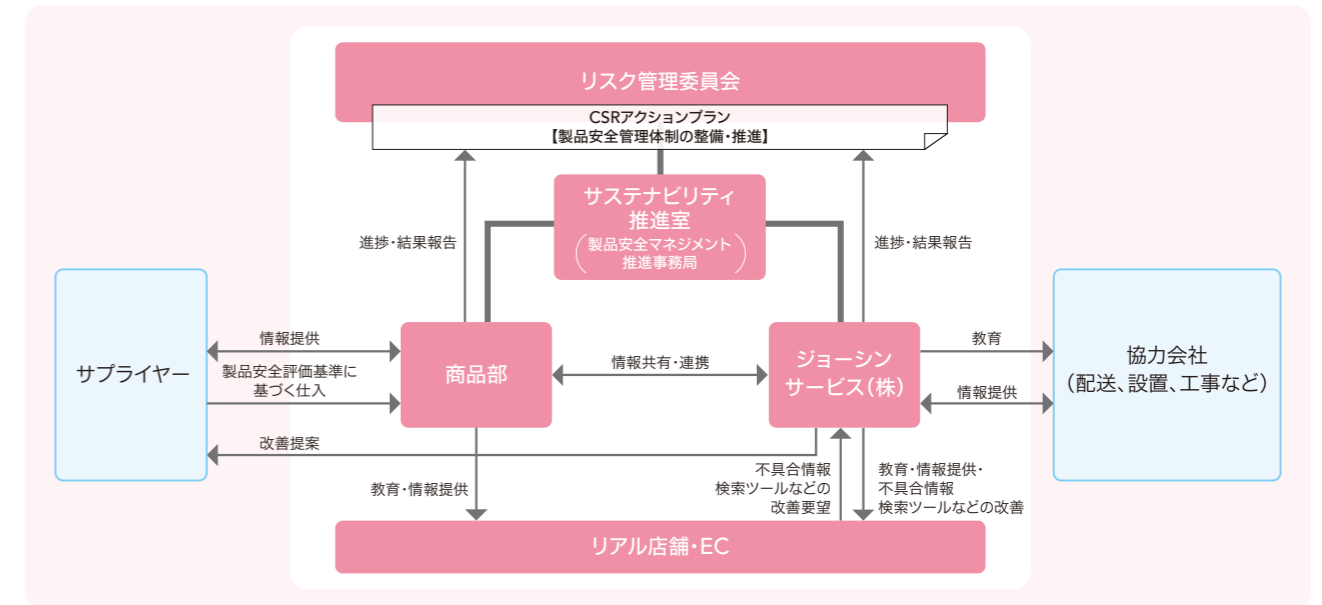 リスク管理委員会
CSRアクションプラン
【製品安全管理体制の整備・推進】
サステナビリティ
推進室
(製品安全マネジメント
推進事務局)
進捗・結果報告
進捗・結果報告
サプライヤー
情報提供
製品安全評価基準に
基づく仕入
改善提案
商品部
情報共有・連携
ジョーシン
サービス(株)
教育
情報提供
協力会社
(配送、設置、工事など)
教育・情報提供
不具合情報
検索ツールなどの
改善要望
教育・情報提供・
不具合情報
検索ツールなどの改善
リアル店舗・EC